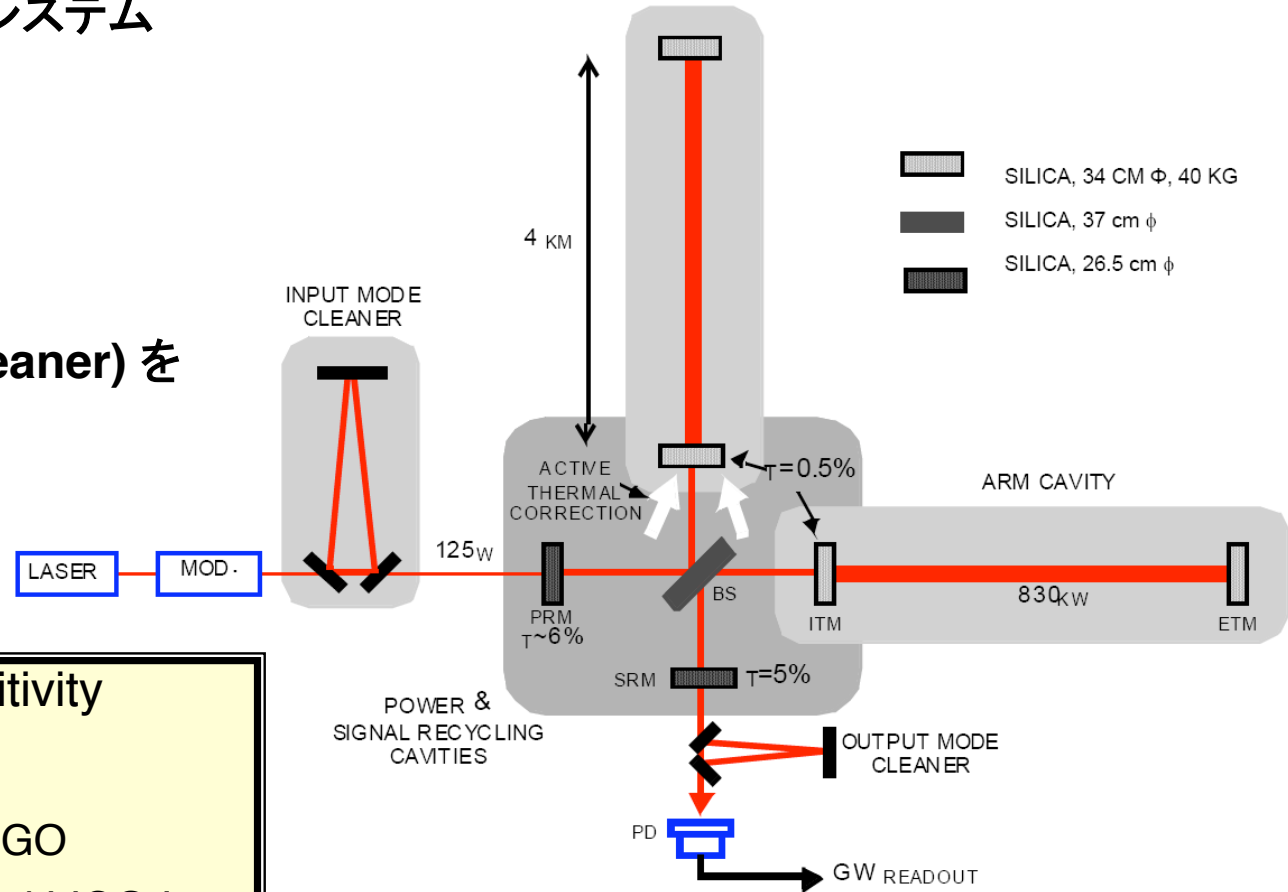 システム
SILICA, 34 CM Φ, 40 KG
SILICA, 37 cm ϕ
SILICA, 26.5 cm ϕ
4 KM
INPUT MODE
CLEANER
eaner) を
ACTIVE
THERMAL
CORRECTION
T=0.5%
ARM CAVITY
LASER
MOD.
125W
PRM
T~6%
BS
ITM
830KW
ETM
SRM
T=5%
POWER &
SIGNAL RECYCLING
CAVITIES
OUTPUT MODE
CLEANER
PD
GW READOUT
itivity
GO